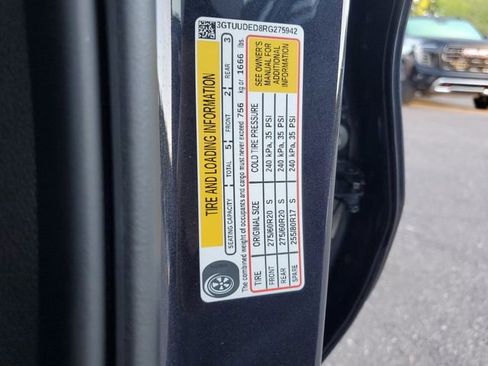 3GTUUDED8RG275942
TIRE AND LOADING INFORMATION
SEATING CAPACITY: TOTAL 5 FRONT 2 REAR 3
The combined weight of occupants and cargo must never exceed 756 kg or 1666 lbs.
TIRE ORIGINAL SIZE COLD TIRE PRESSURE
FRONT 275/60R20 S 240 kPa, 35 PSI
REAR 275/60R20 S 240 kPa, 35 PSI
SPARE 255/80R17 S 240 kPa, 35 PSI
SEE OWNER'S
MANUAL FOR
ADDITIONAL
INFORMATION